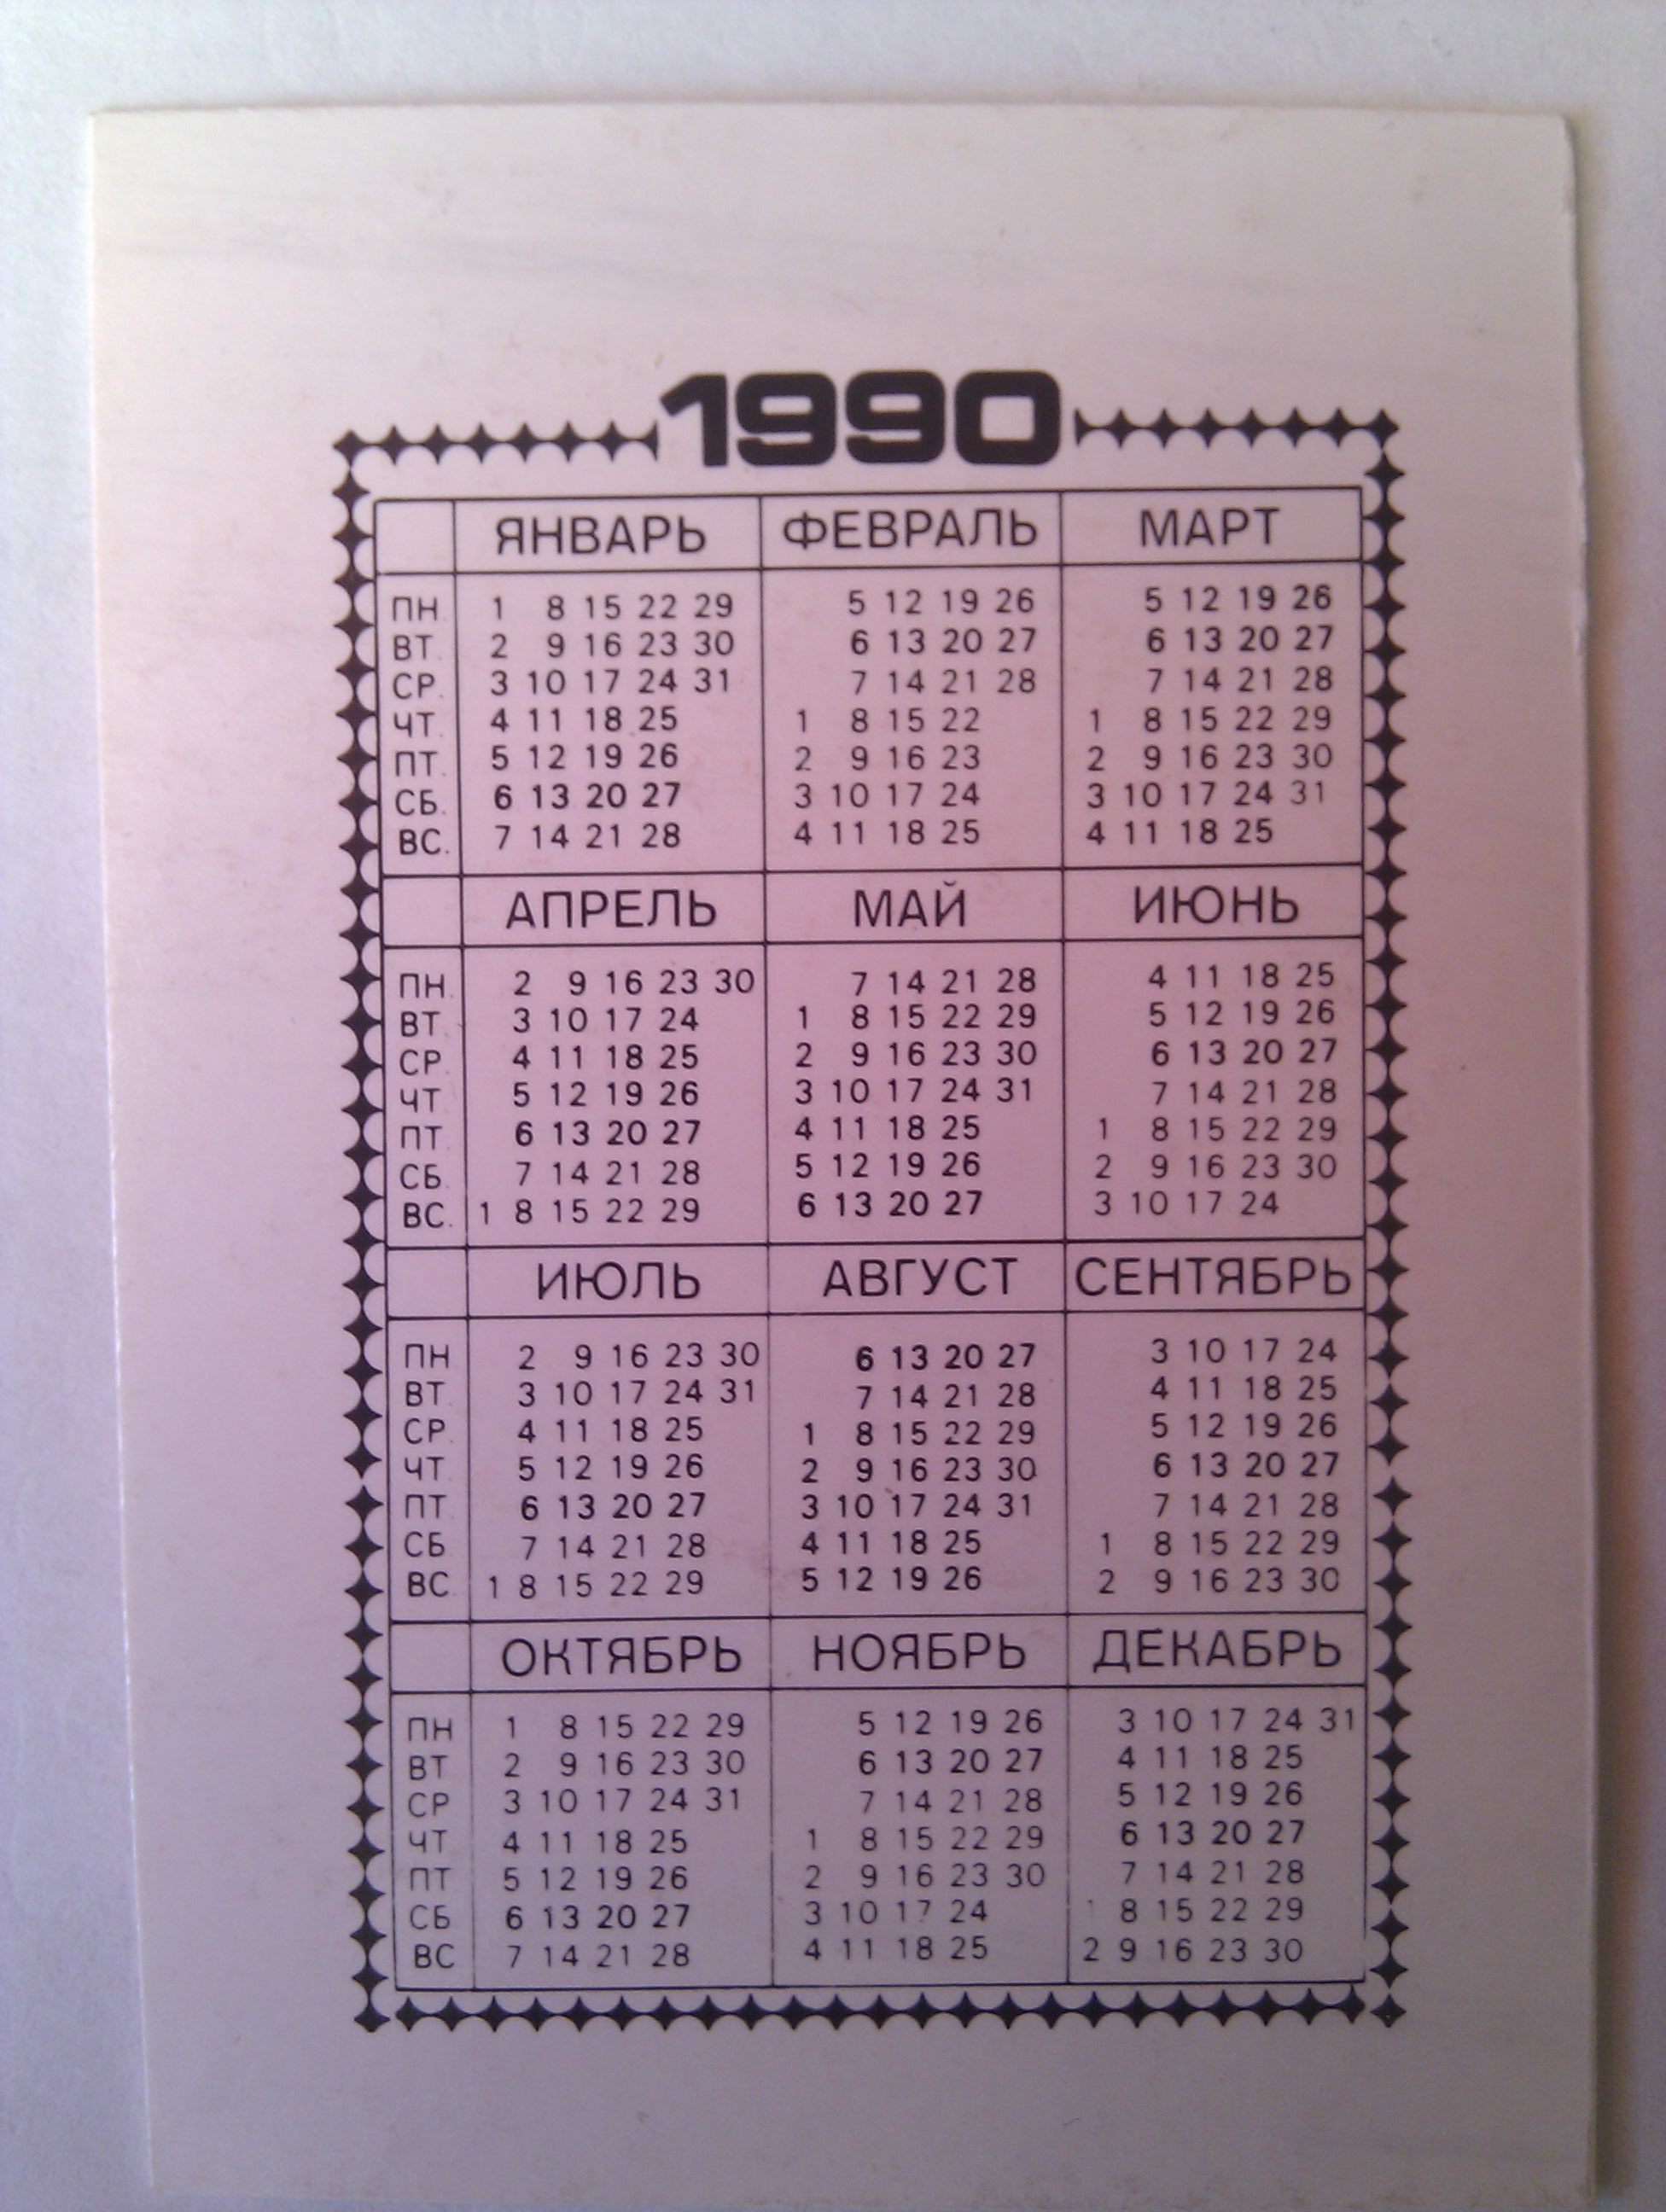 1990
ЯНВАРЬ ФЕВРАЛЬ МАРТ
ПН. 1 8 15 22 29 5 12 19 26 5 12 19 26
ВТ. 2 9 16 23 30 6 13 20 27 6 13 20 27
СР. 3 10 17 24 31 7 14 21 28 7 14 21 28
ЧТ. 4 11 18 25 1 8 15 22 1 8 15 22 29
ПТ. 5 12 19 26 2 9 16 23 2 9 16 23 30
СБ. 6 13 20 27 3 10 17 24 3 10 17 24 31
ВС. 7 14 21 28 4 11 18 25 4 11 18 25
АПРЕЛЬ МАЙ ИЮНЬ
ПН. 2 9 16 23 30 7 14 21 28 4 11 18 25
ВТ. 3 10 17 24 1 8 15 22 29 5 12 19 26
СР. 4 11 18 25 2 9 16 23 30 6 13 20 27
ЧТ 5 12 19 26 3 10 17 24 31 7 14 21 28
ПТ 6 13 20 27 4 11 18 25 1 8 15 22 29
СБ. 7 14 21 28 5 12 19 26 2 9 16 23 30
ВС. 1 8 15 22 29 6 13 20 27 3 10 17 24
ИЮЛЬ АВГУСТ СЕНТЯБРЬ
ПН 2 9 16 23 30 6 13 20 27 3 10 17 24
ВТ. 3 10 17 24 31 7 14 21 28 4 11 18 25
СР. 4 11 18 25 1 8 15 22 29 5 12 19 26
ЧТ 5 12 19 26 2 9 16 23 30 6 13 20 27
ПТ. 6 13 20 27 3 10 17 24 31 7 14 21 28
СБ 7 14 21 28 4 11 18 25 1 8 15 22 29
ВС 1 8 15 22 29 5 12 19 26 2 9 16 23 30
ОКТЯБРЬ НОЯБРЬ ДЕКАБРЬ
ПН 1 8 15 22 29 5 12 19 26 3 10 17 24 31
ВТ 2 9 16 23 30 6 13 20 27 4 11 18 25
СР 3 10 17 24 31 7 14 21 28 5 12 19 26
ЧТ 4 11 18 25 1 8 15 22 29 6 13 20 27
ПТ 5 12 19 26 2 9 16 23 30 7 14 21 28
СБ 6 13 20 27 3 10 17 24 1 8 15 22 29
ВС 7 14 21 28 4 11 18 25 2 9 16 23 30